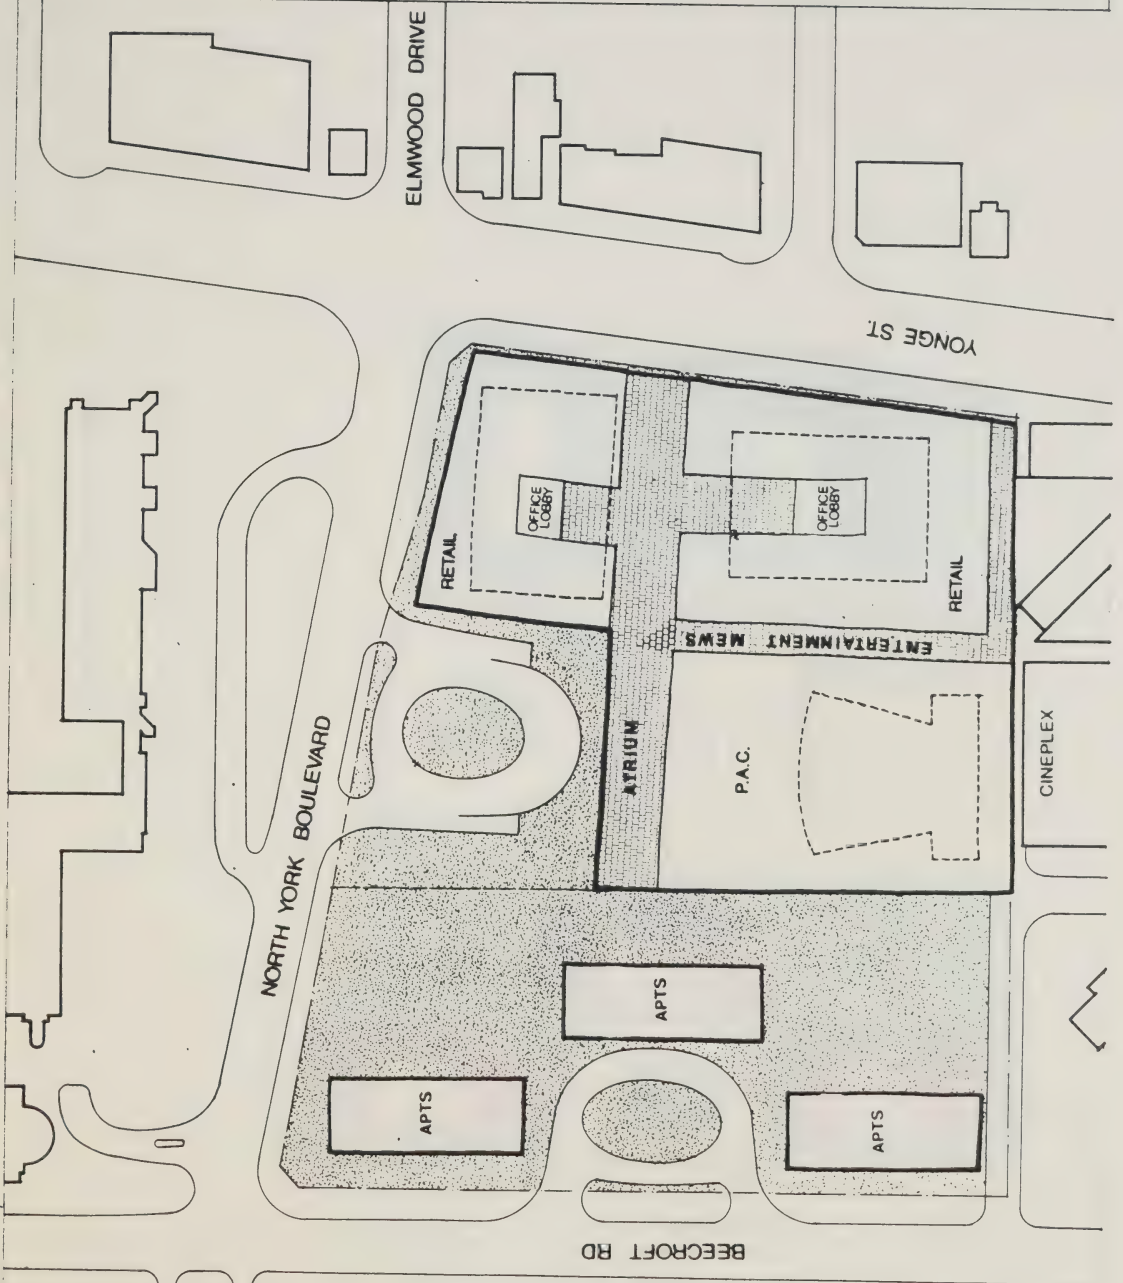 ELMWOOD DRIVE
YONGE ST.
OFFICE
LOBBY
RETAIL
OFFICE
LOBBY
RETAIL
ENTERTAINMENT MEWS
ATRIUM
P.A.C.
CINEPLEX
NORTH YORK BOULEVARD
APTS
APTS
APTS
BEECROFT RD